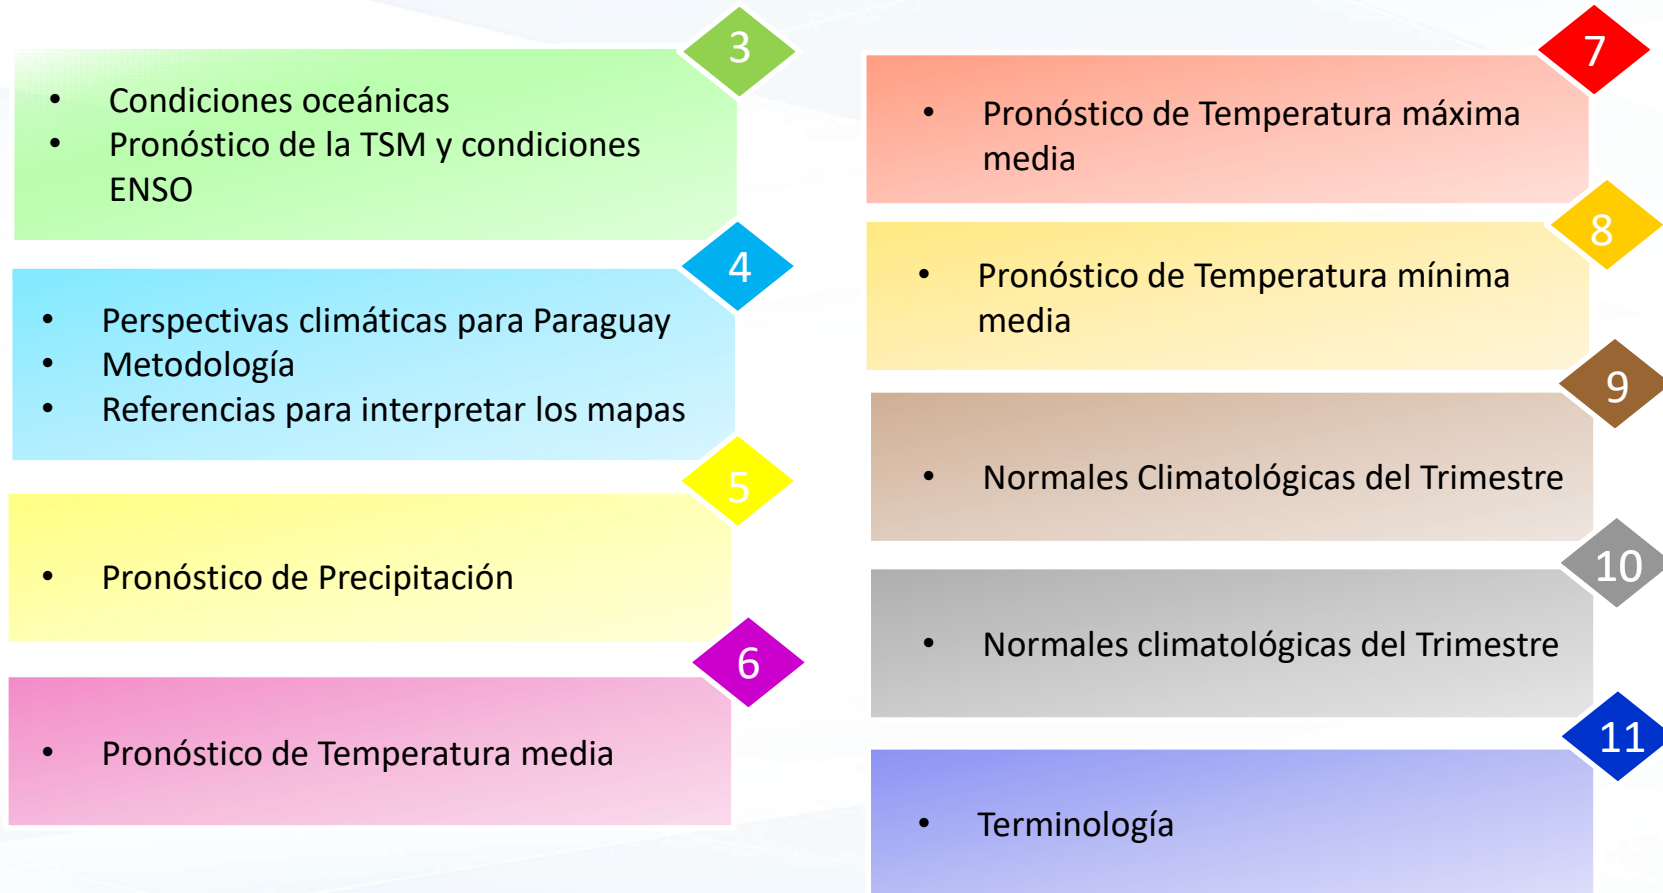 3
• Condiciones oceánicas
• Pronóstico de la TSM y condiciones
ENSO
4
• Perspectivas climáticas para Paraguay
• Metodología
• Referencias para interpretar los mapas
5
• Pronóstico de Precipitación
6
• Pronóstico de Temperatura media
7
• Pronóstico de Temperatura máxima
media
8
• Pronóstico de Temperatura mínima
media
9
• Normales Climatológicas del Trimestre
10
• Normales climatológicas del Trimestre
11
• Terminología